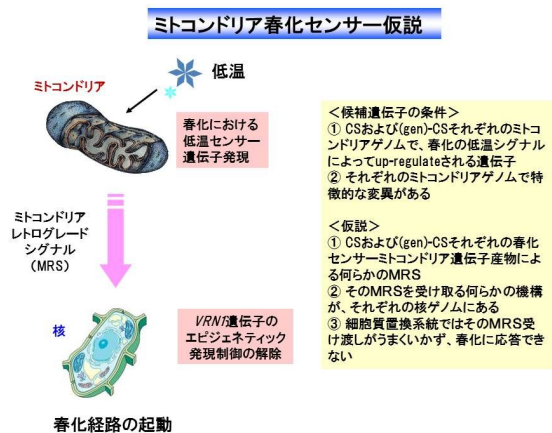 ミトコンドリア春化センサー仮説
低温
ミトコンドリア
春化における
低温センサー
遺伝子発現
ミトコンドリア
レトログレード
シグナル
(MRS)
核
VRN1遺伝子の
エピジェネティック
発現制御の解除
春化経路の起動
<候補遺伝子の条件>
① CSおよび(gen)-CSそれぞれのミトコ
ンドリアゲノムで、春化の低温シグナル
によってup-regulateされる遺伝子
② それぞれのミトコンドリアゲノムで特
徴的な変異がある
<仮説>
① CSおよび(gen)-CSそれぞれの春化
センサーミトコンドリア遺伝子産物によ
る何らかのMRS
② そのMRSを受け取る何らかの機構
が、それぞれの核ゲノムにある
③ 細胞質置換系統ではそのMRS受
け渡しがうまくいかず、春化に応答で
きない